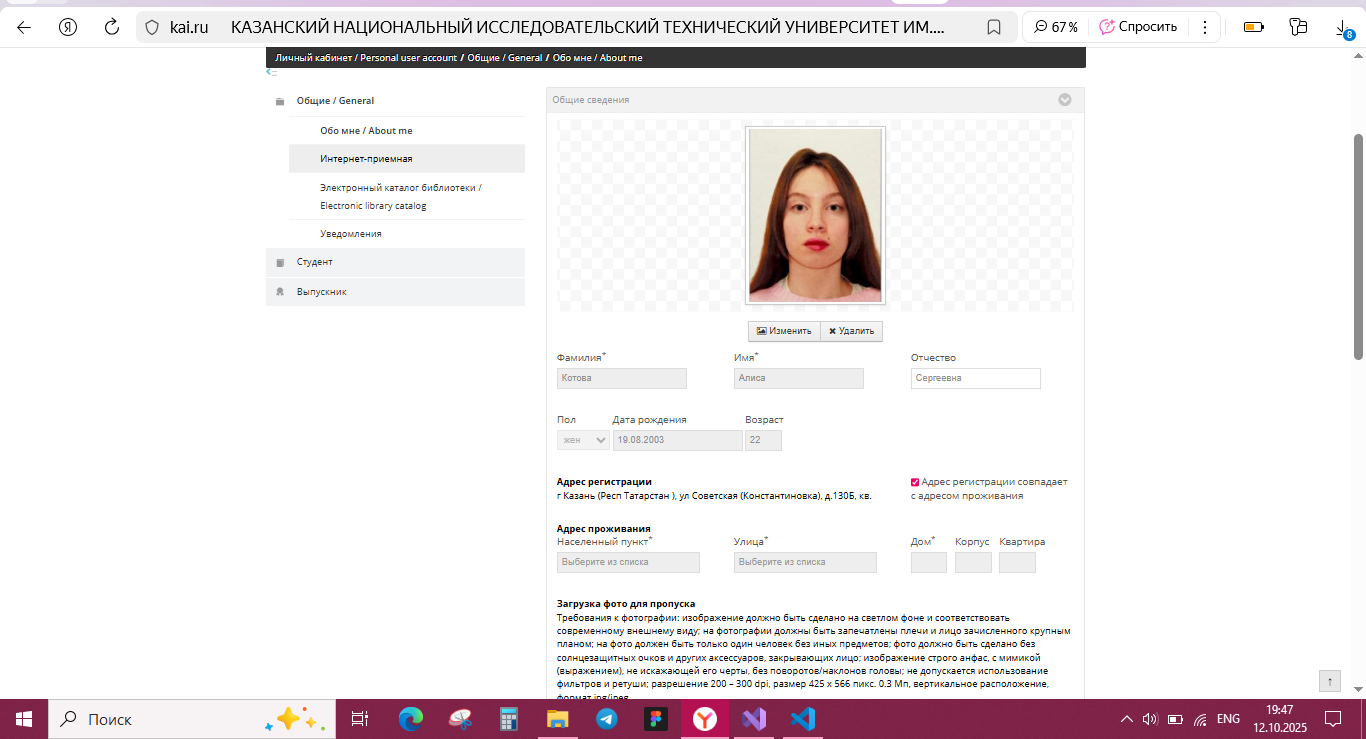 kai.ru КАЗАНСКИЙ НАЦИОНАЛЬНЫЙ ИССЛЕДОВАТЕЛЬСКИЙ ТЕХНИЧЕСКИЙ УНИВЕРСИТЕТ ИМ.... 67 % Спросить 8
Личный кабинет / Personal user account / Общие / General / Обо мне / About me
Общие / General
Обо мне / About me
Интернет-приемная
Электронный каталог библиотеки /
Electronic library catalog
Уведомления
Студент
Выпускник
Общие сведения
Изменить Удалить
Фамилия* Имя* Отчество
Котова Алиса Сергеевна
Пол Дата рождения Возраст
жен 19.08.2003 22
Адрес регистрации
г Казань (Респ Татарстан ), ул Советская (Константиновка), д.130Б, кв.
Адрес регистрации совпадает
с адресом проживания
Адрес проживания
Населенный пункт* Улица* Дом* Корпус Квартира
Выберите из списка Выберите из списка
Загрузка фото для пропуска
Требования к фотографии: изображение должно быть сделано на светлом фоне и соответствовать
современному внешнему виду; на фотографии должны быть запечатлены плечи и лицо зачисленного крупным
планом; на фото должен быть только один человек без иных предметов; фото должно быть сделано без
солнцезащитных очков и других аксессуаров, закрывающих лицо; изображение строго анфас, с мимикой
(выражением), не искажающей его черты, без поворотов/наклонов головы; не допускается использование
фильтров и ретуши; разрешение 200 – 300 dpi, размер 425 x 566 пикс. 0.3 Мп, вертикальное расположение,
формат jpg/jpeg
Поиск
ENG
19:47
12.10.2025